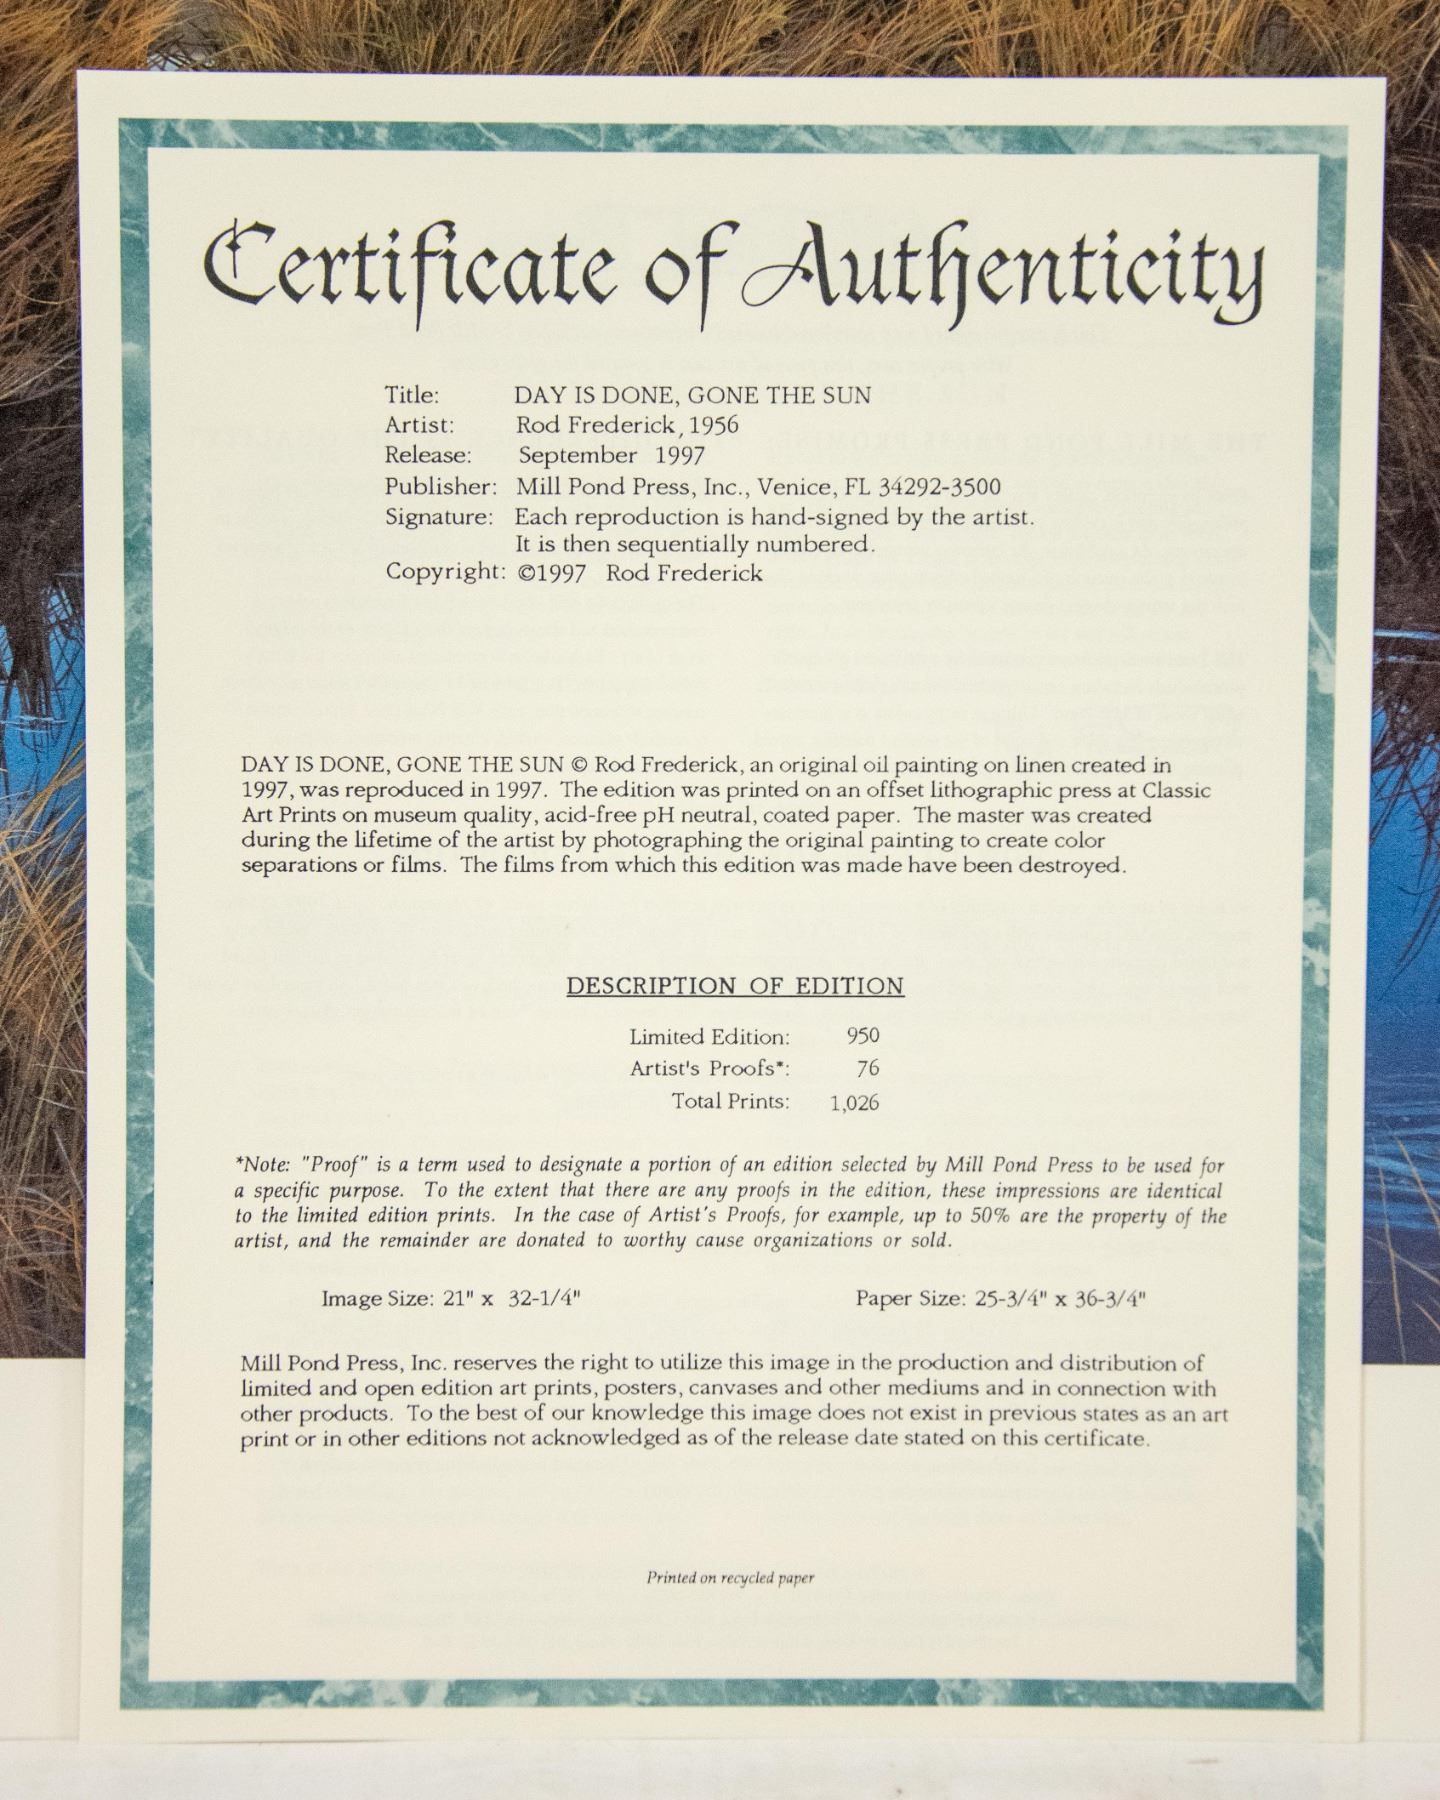 Certificate of Authenticity
Title: DAY IS DONE, GONE THE SUN
Artist: Rod Frederick, 1956
Release: September 1997
Publisher: Mill Pond Press, Inc., Venice, FL 34292-3500
Signature: Each reproduction is hand-signed by the artist.
It is then sequentially numbered.
Copyright: ©1997 Rod Frederick
DAY IS DONE, GONE THE SUN © Rod Frederick, an original oil painting on linen created in
1997, was reproduced in 1997. The edition was printed on an offset lithographic press at Classic
Art Prints on museum quality, acid-free pH neutral, coated paper. The master was created
during the lifetime of the artist by photographing the original painting to create color
separations or films. The films from which this edition was made have been destroyed.
DESCRIPTION OF EDITION
Limited Edition: 950
Artist's Proofs*: 76
Total Prints: 1,026
*Note: "Proof" is a term used to designate a portion of an edition selected by Mill Pond Press to be used for
a specific purpose. To the extent that there are any proofs in the edition, these impressions are identical
to the limited edition prints. In the case of Artist's Proofs, for example, up to 50% are the property of the
artist, and the remainder are donated to worthy cause organizations or sold.
Image Size: 21" x 32-1/4" Paper Size: 25-3/4" x 36-3/4"
Mill Pond Press, Inc. reserves the right to utilize this image in the production and distribution of
limited and open edition art prints, posters, canvases and other mediums and in connection with
other products. To the best of our knowledge this image does not exist in previous states as an art
print or in other editions not acknowledged as of the release date stated on this certificate.
Printed on recycled paper